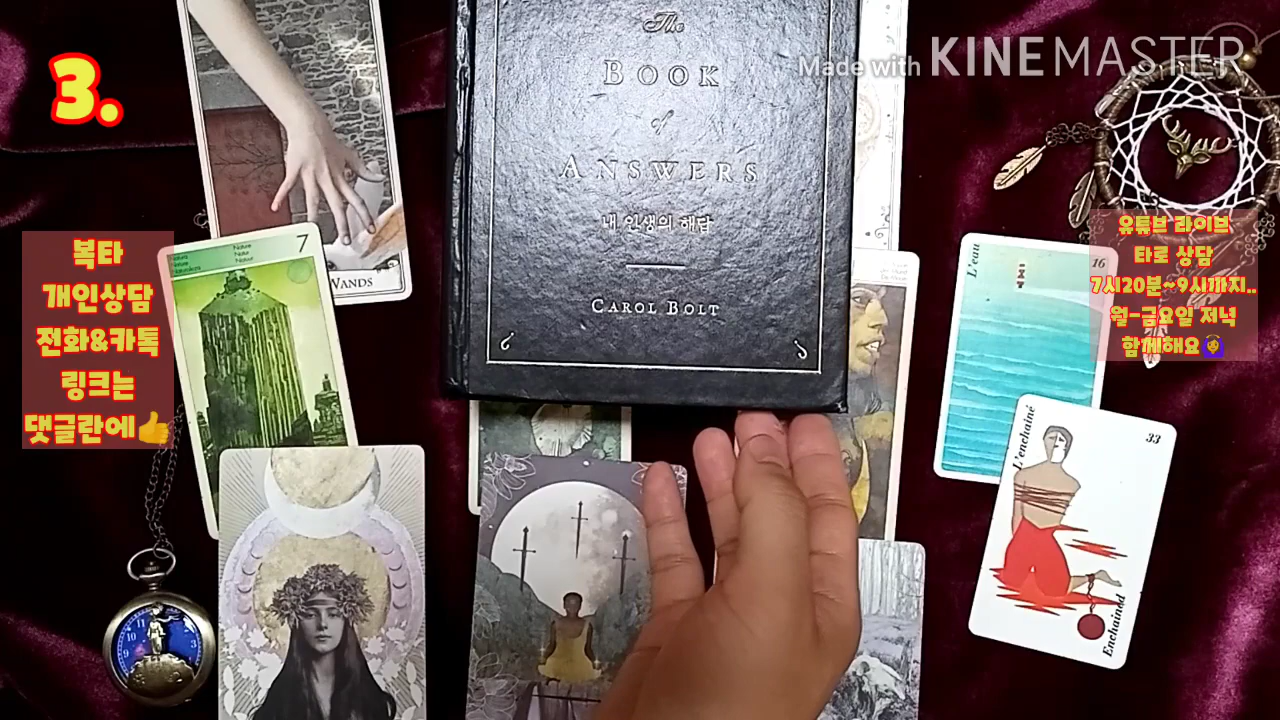 3.
Made with KINEMASTER
The
BOOK
of
ANSWERS
내 인생의 해답
CAROL BOLT
WANDS
7
Nature
복타
개인상담
전화&카톡
링크는
댓글란에👍
L'eau
16
유튜브 라이브
타로 상담
7시20분~9시까지..
월-금요일 저녁
함께해요🙆‍♀️
L'enchaîné
33
Enchained